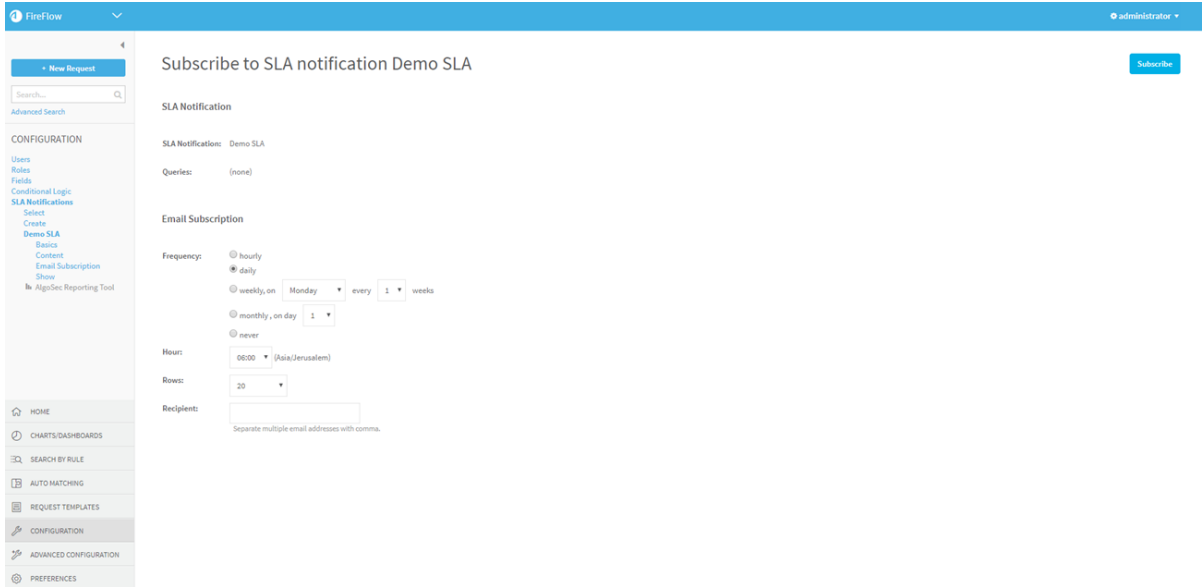 FireFlow
administrator
+ New Request
Search...
Advanced Search
CONFIGURATION
Users
Roles
Fields
Conditional Logic
SLA Notifications
Select
Create
Demo SLA
Basics
Content
Email Subscription
Show
AlgoSec Reporting Tool
HOME
CHARTS/DASHBOARDS
SEARCH BY RULE
AUTO MATCHING
REQUEST TEMPLATES
CONFIGURATION
ADVANCED CONFIGURATION
PREFERENCES
Subscribe to SLA notification Demo SLA
Subscribe
SLA Notification
SLA Notification: Demo SLA
Queries: (none)
Email Subscription
Frequency: hourly
daily
weekly, on Monday every 1 weeks
monthly , on day 1
never
Hour: 06:00 (Asia/Jerusalem)
Rows: 20
Recipient:
Separate multiple email addresses with comma.